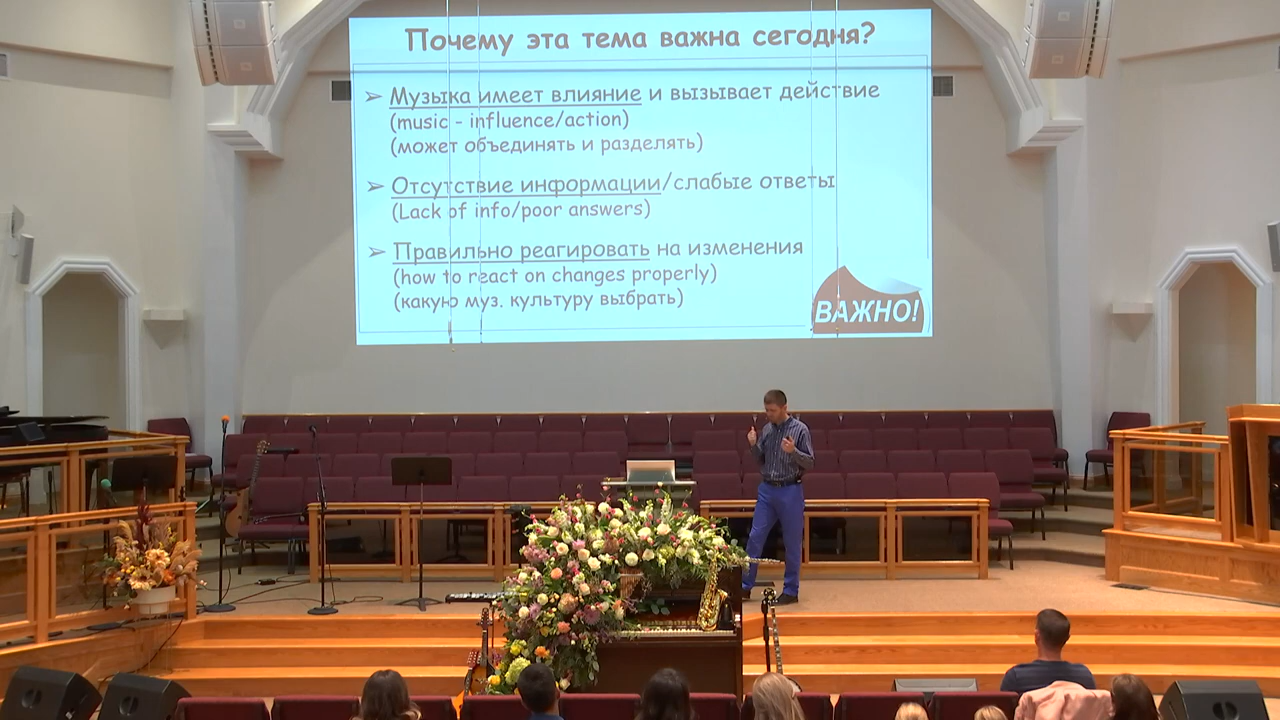 Почему эта тема важна сегодня?
➢ Музыка имеет влияние и вызывает действие
(music - influence/action)
(может объединять и разделять)
➢ Отсутствие информации/слабые ответы
(Lack of info/poor answers)
➢ Правильно реагировать на изменения
(how to react on changes properly)
(какую муз. культуру выбрать)
ВАЖНО!